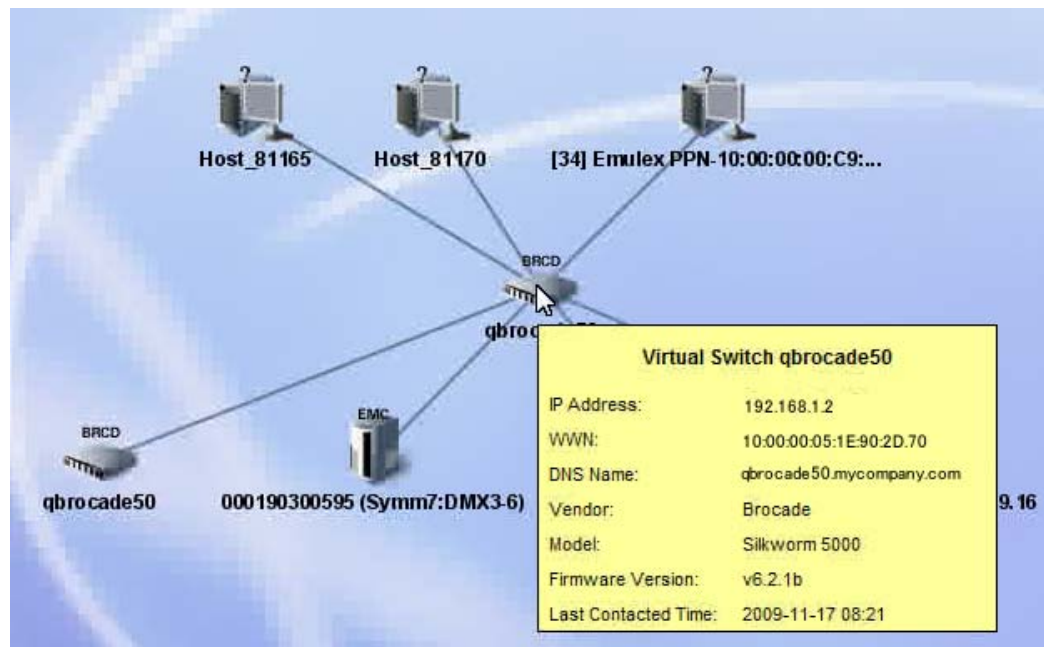 ?
?
?
Host_81165
Host_81170
[34] Emulex PPN-10:00:00:00:C9:...
BRCD
Virtual Switch qbrocade50
IP Address: 192.168.1.2
WWN: 10:00:00:05:1E:90:2D.70
DNS Name: qbrocade50.mycompany.com
Vendor: Brocade
Model: Silkworm 5000
Firmware Version: v6.2.1b
Last Contacted Time: 2009-11-17 08:21
BRCD
qbrocade50
EMC
000190300595 (Symm7:DMX3-6)
9.16